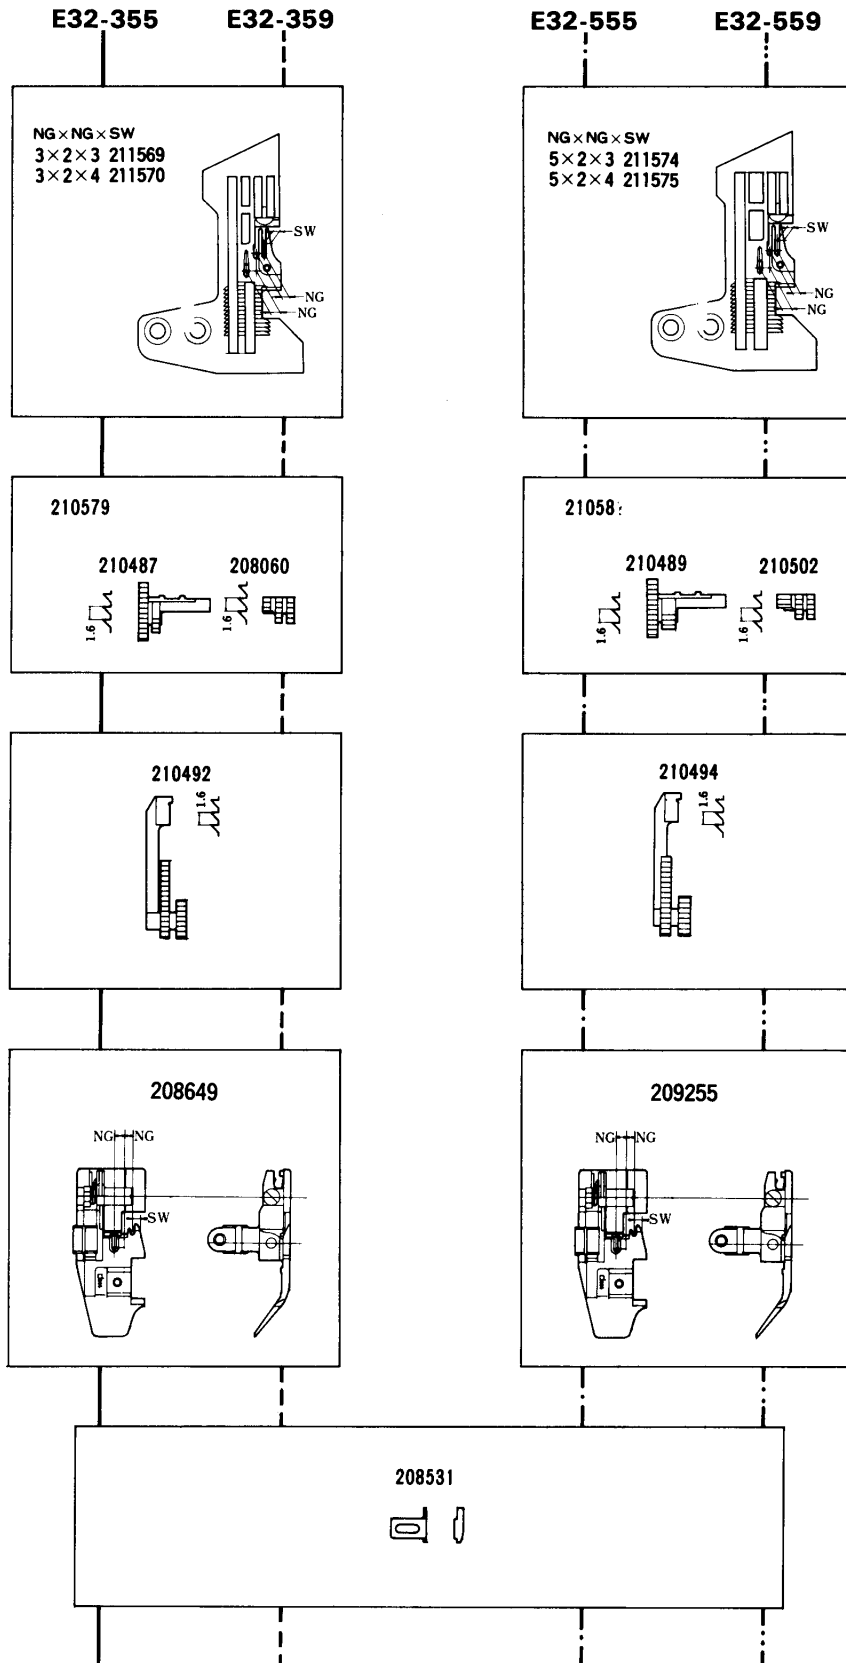 E32-355 E32-359 E32-555 E32-559
NG×NG×SW
3×2×3 211569
3×2×4 211570
SW
NG
NG
NG×NG×SW
5×2×3 211574
5×2×4 211575
SW
NG
NG
210579
210487 208060
1.6 1.6
210489 210502
1.6 1.6
210492
1.6
210494
1.6
208649
NG NG
SW
209255
NG NG
SW
208531